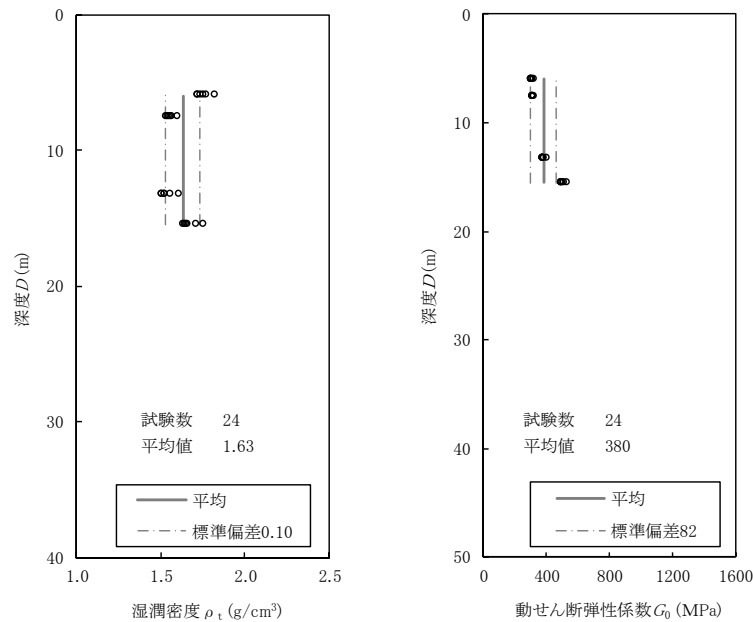 0
10
20
30
40
深度D(m)
試験数 24
平均値 1.63
平均
標準偏差0.10
1.0 1.5 2.0 2.5
湿潤密度 ρt (g/cm³)
0
10
20
30
40
50
深度D(m)
試験数 24
平均値 380
平均
標準偏差82
0 400 800 1200 1600
動せん断弾性係数G₀ (MPa)